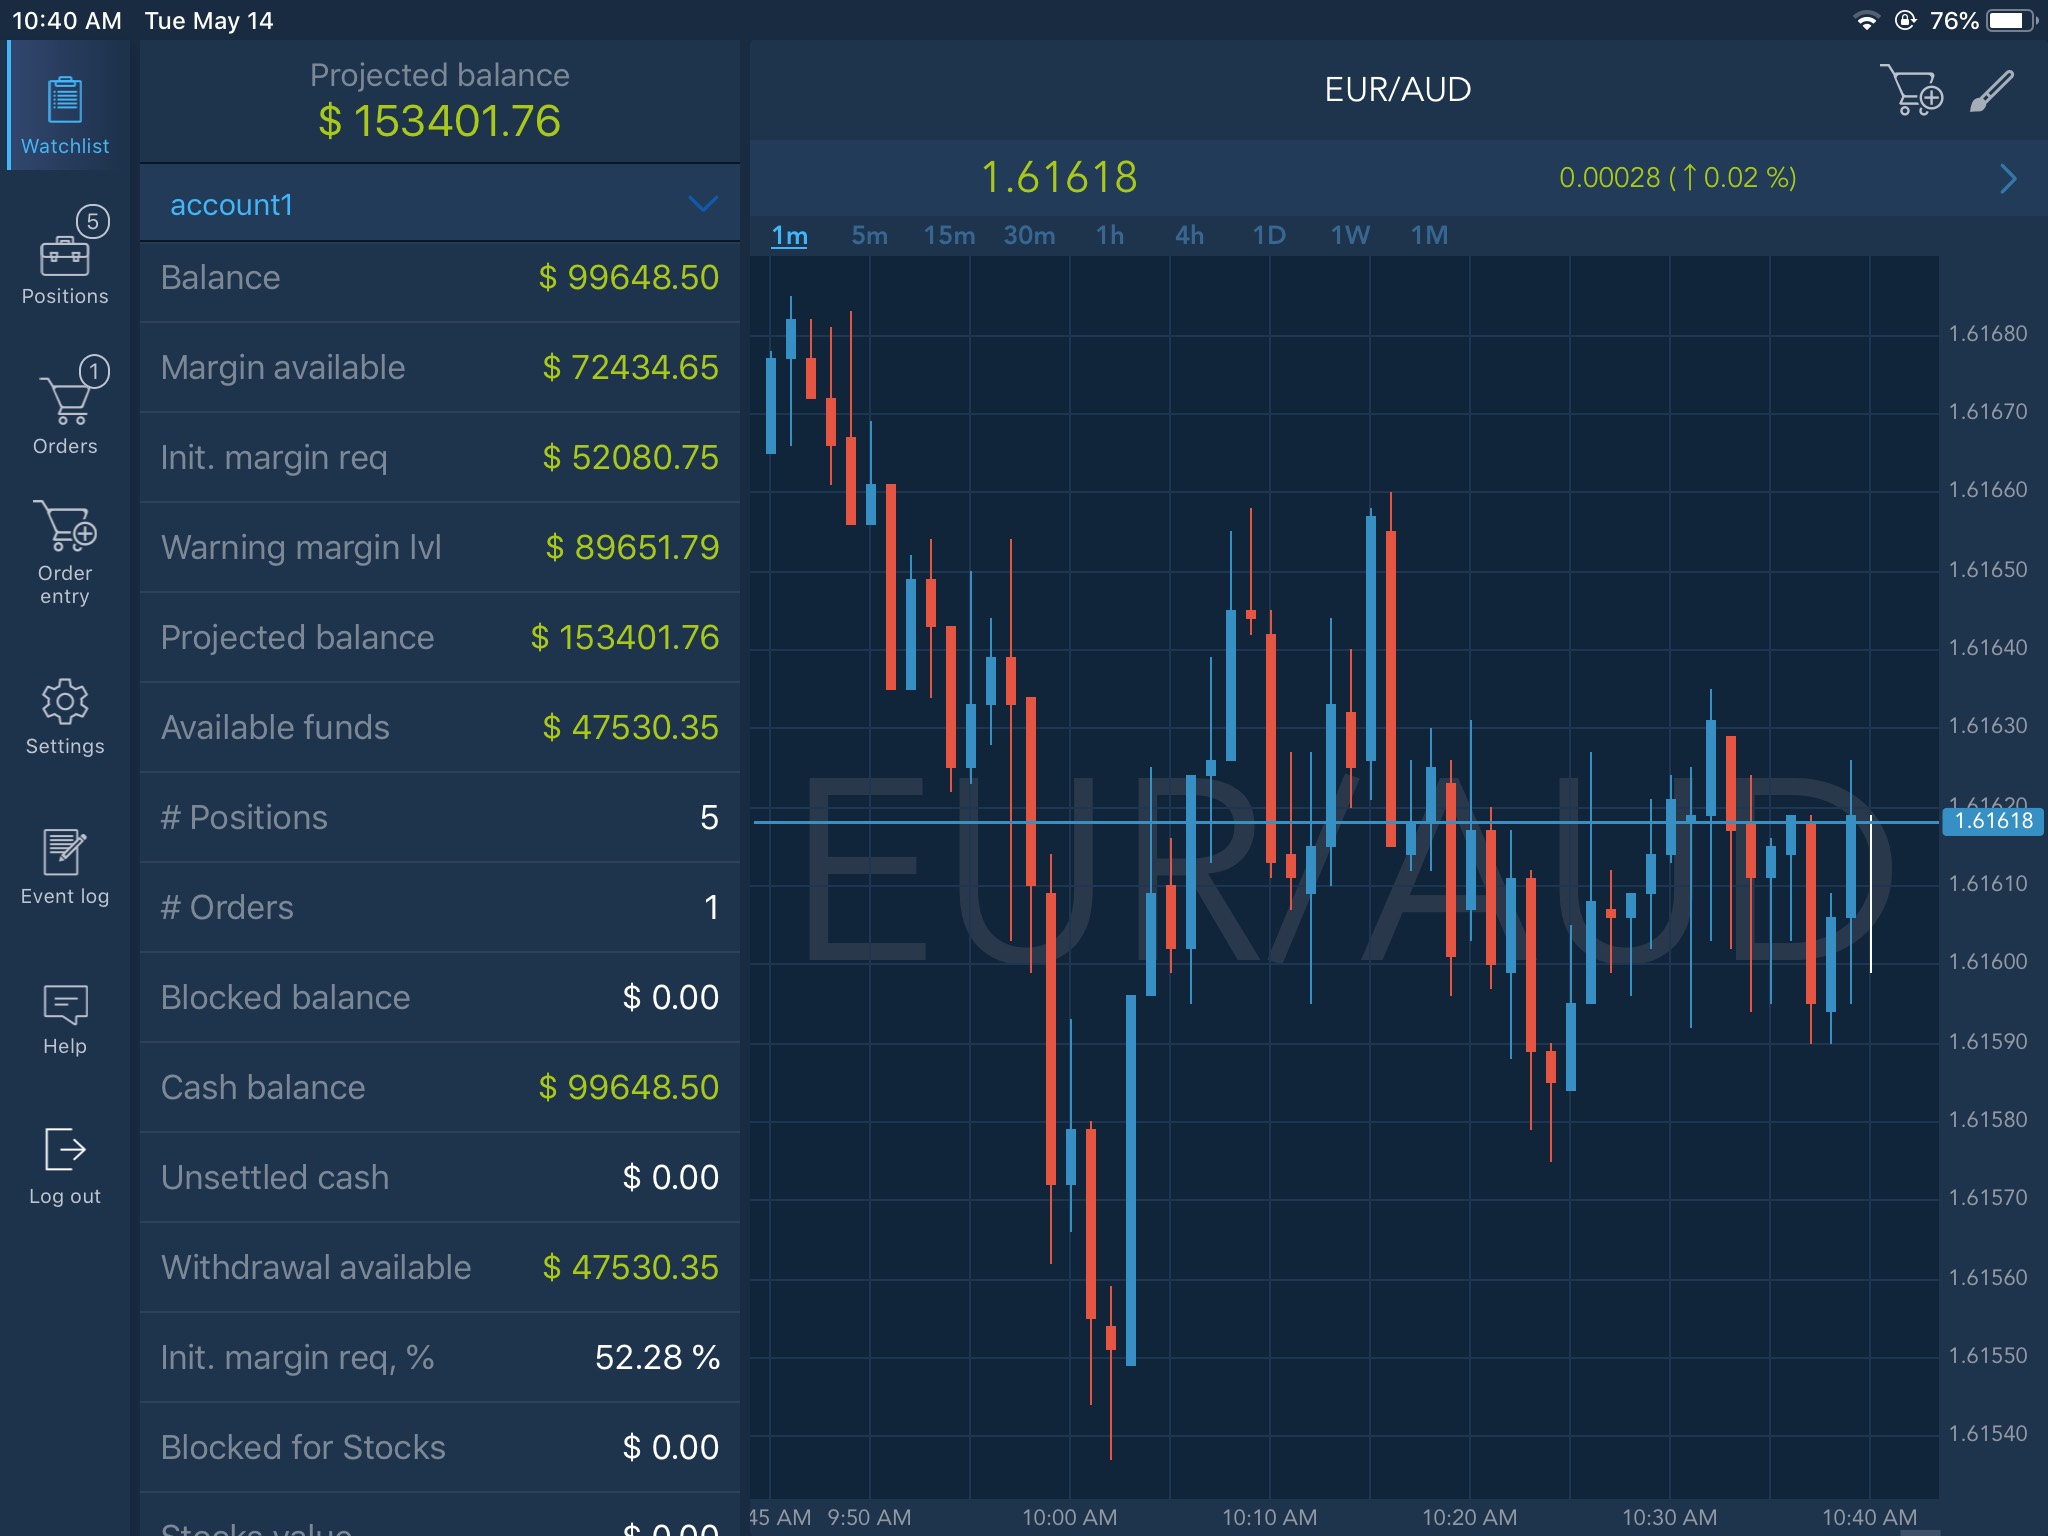 10:40 AM Tue May 14
76%
Watchlist
5
Positions
1
Orders
Order
entry
Settings
Event log
Help
Log out
Projected balance
$ 153401.76
account1
Balance $ 99648.50
Margin available $ 72434.65
Init. margin req $ 52080.75
Warning margin lvl $ 89651.79
Projected balance $ 153401.76
Available funds $ 47530.35
# Positions 5
# Orders 1
Blocked balance $ 0.00
Cash balance $ 99648.50
Unsettled cash $ 0.00
Withdrawal available $ 47530.35
Init. margin req, % 52.28 %
Blocked for Stocks $ 0.00
Stocks value $ 0.00
EUR/AUD
1.61618 0.00028 (↑ 0.02 %)
1m 5m 15m 30m 1h 4h 1D 1W 1M
EUR/AUD
1.61680
1.61670
1.61660
1.61650
1.61640
1.61630
1.61620
1.61618
1.61610
1.61600
1.61590
1.61580
1.61570
1.61560
1.61550
1.61540
45 AM 9:50 AM 10:00 AM 10:10 AM 10:20 AM 10:30 AM 10:40 AM